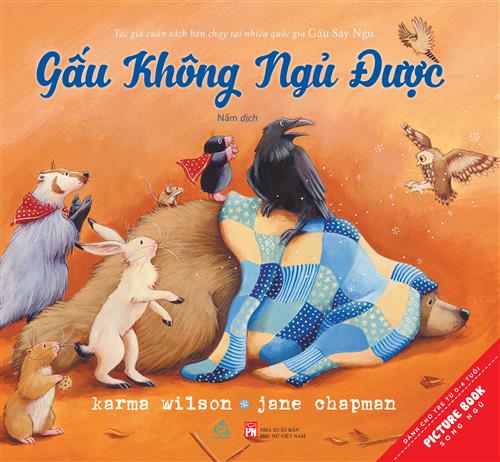 Tác giả cuốn sách bán chạy tại nhiều quốc gia Gấu Say Ngủ
Gấu Không Ngủ Được
Nấm dịch
karma wilson * jane chapman
NHÀ XUẤT BẢN
PHỤ NỮ VIỆT NAM
DÀNH CHO TRẺ TỪ 0-4 TUỔI
PICTURE BOOK
SONG NGỮ